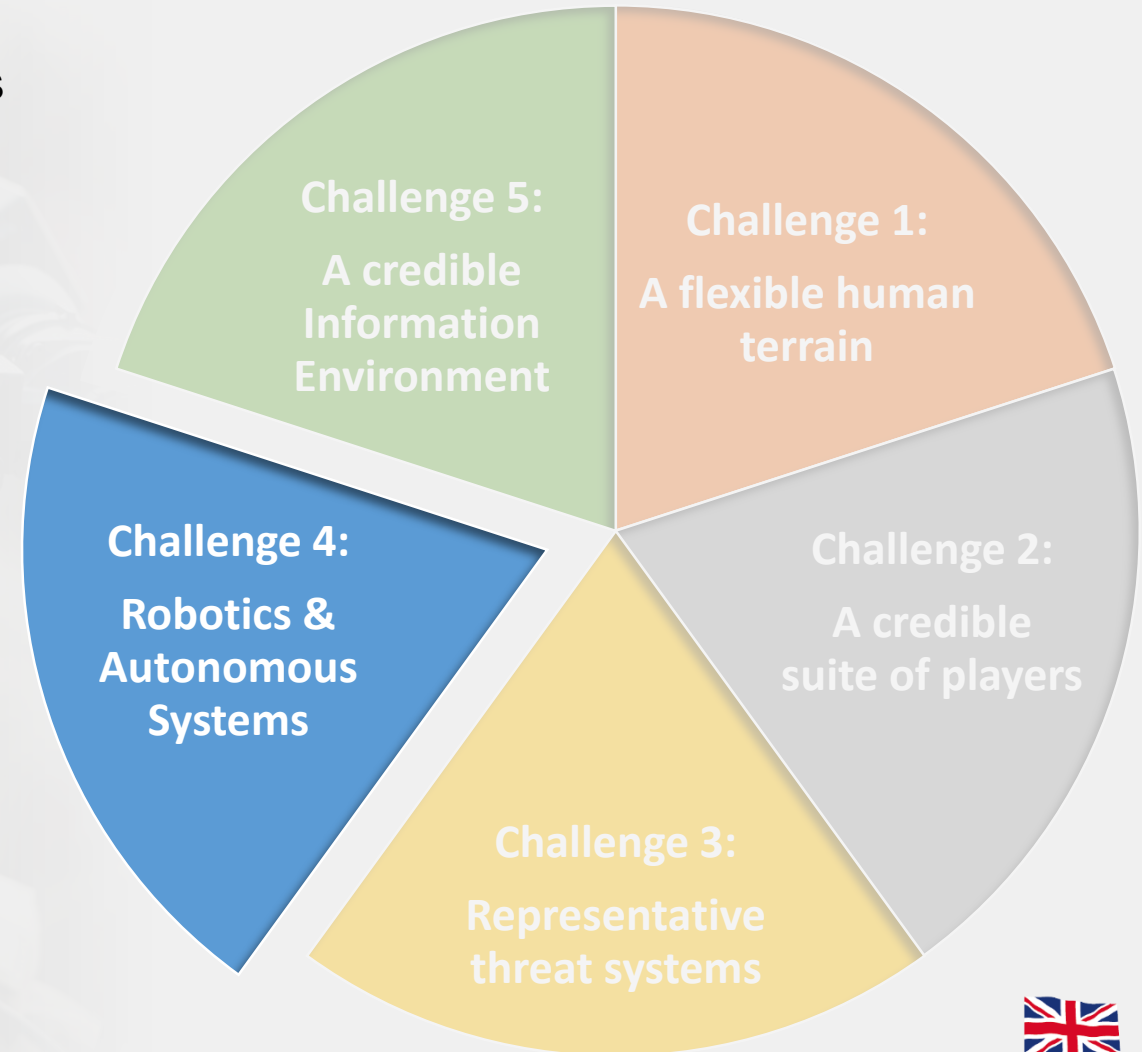 s
Challenge 5:
A credible
Information
Environment
Challenge 1:
A flexible human
terrain
Challenge 4:
Robotics &
Autonomous
Systems
Challenge 2:
A credible
suite of players
Challenge 3:
Representative
threat systems